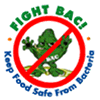 FIGHT BAC!
Keep Food Safe From Bacteria